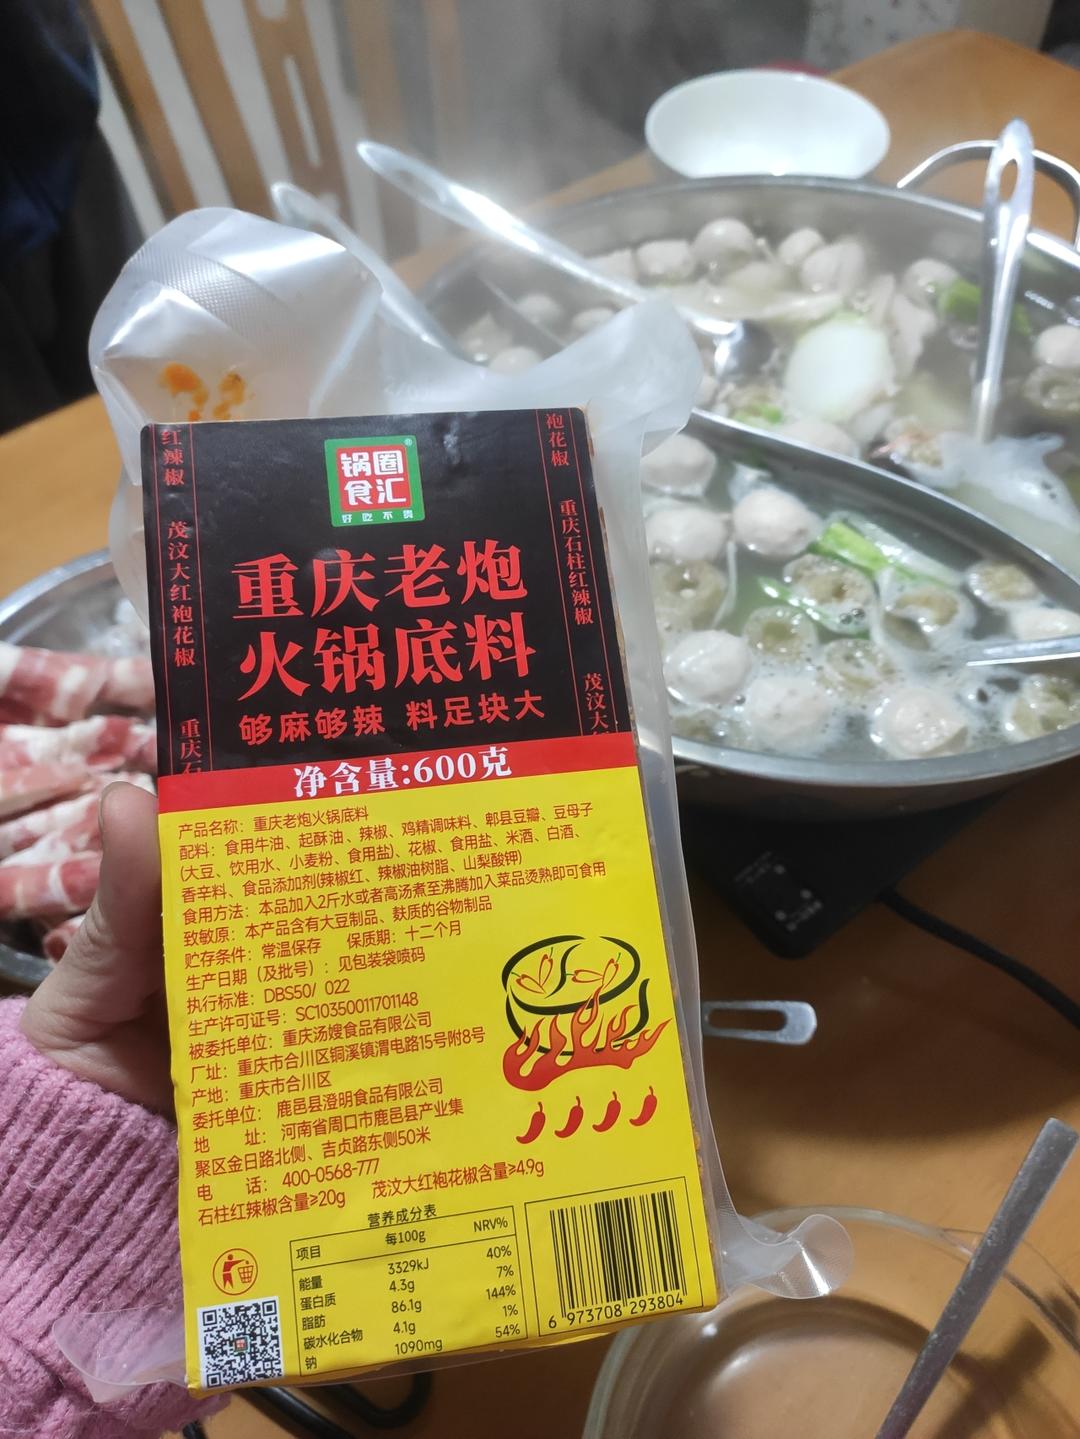 锅圈
食汇
®
好吃不贵
红辣椒 茂汶大红袍花椒 重庆石
袍花椒 重庆石柱红辣椒 茂汶大
重庆老炮
火锅底料
够麻够辣 料足块大
净含量:600克
产品名称：重庆老炮火锅底料
配料：食用牛油、起酥油、辣椒、鸡精调味料、郫县豆瓣、豆母子
(大豆、饮用水、小麦粉、食用盐)、花椒、食用盐、米酒、白酒、
香辛料、食品添加剂(辣椒红、辣椒油树脂、山梨酸钾)
食用方法：本品加入2斤水或者高汤煮至沸腾加入菜品烫熟即可食用
致敏原：本产品含有大豆制品、麸质的谷物制品
贮存条件：常温保存 保质期：十二个月
生产日期（及批号）：见包装袋喷码
执行标准：DBS50/ 022
生产许可证号：SC10350011701148
被委托单位：重庆汤嫂食品有限公司
厂址：重庆市合川区铜溪镇渭电路15号附8号
产地：重庆市合川区
委托单位：鹿邑县澄明食品有限公司
地 址：河南省周口市鹿邑县产业集
聚区金日路北侧、吉贞路东侧50米
电 话：400-0568-777
石柱红辣椒含量≥20g 茂汶大红袍花椒含量≥4.9g
营养成分表
项目 每100g NRV%
能量 3329kJ 40%
蛋白质 4.3g 7%
脂肪 86.1g 144%
碳水化合物 4.1g 1%
钠 1090mg 54%
6 973708 293804